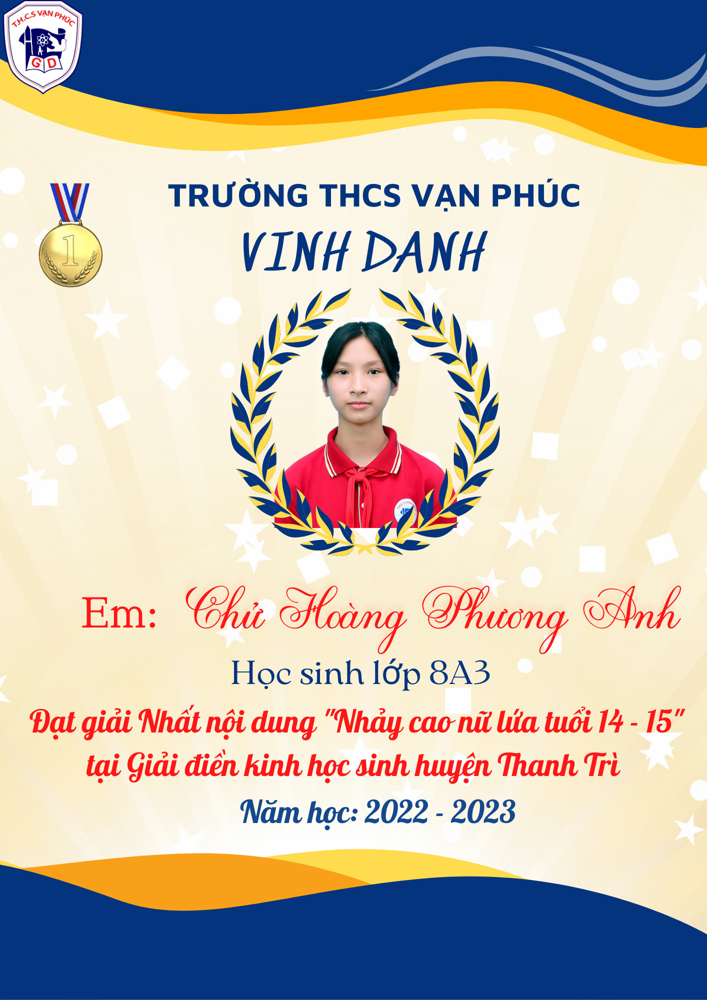 T.H.C.S VẠN PHÚC
GD
TRƯỜNG THCS VẠN PHÚC
VINH DANH
1
T.H.C.S VẠN
Em: Chử Hoàng Phương Anh
Học sinh lớp 8A3
Đạt giải Nhất nội dung "Nhảy cao nữ lứa tuổi 14 - 15"
tại Giải điền kinh học sinh huyện Thanh Trì
Năm học: 2022 - 2023